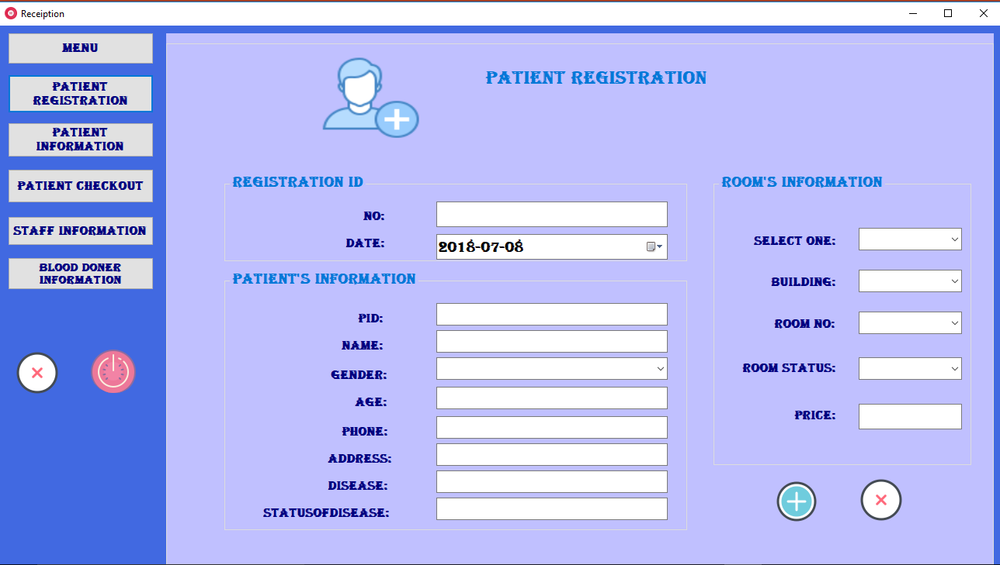 Receiption
MENU
PATIENT
REGISTRATION
PATIENT
INFORMATION
PATIENT CHECKOUT
STAFF INFORMATION
BLOOD DONER
INFORMATION
PATIENT REGISTRATION
REGISTRATION ID
NO:
DATE:
2018-07-08
PATIENT'S INFORMATION
PID:
NAME:
GENDER:
AGE:
PHONE:
ADDRESS:
DISEASE:
STATUSOFDISEASE:
ROOM'S INFORMATION
SELECT ONE:
BUILDING:
ROOM NO:
ROOM STATUS:
PRICE: